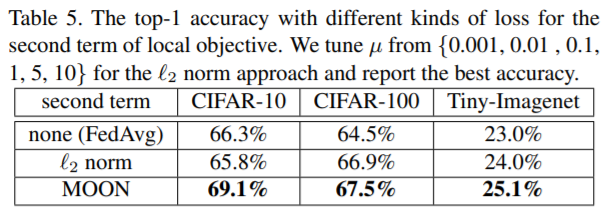 Table 5. The top-1 accuracy with different kinds of loss for the
second term of local objective. We tune μ from {0.001, 0.01 , 0.1,
1, 5, 10} for the ℓ2 norm approach and report the best accuracy.
second term CIFAR-10 CIFAR-100 Tiny-Imagenet
none (FedAvg) 66.3% 64.5% 23.0%
ℓ2 norm 65.8% 66.9% 24.0%
MOON 69.1% 67.5% 25.1%